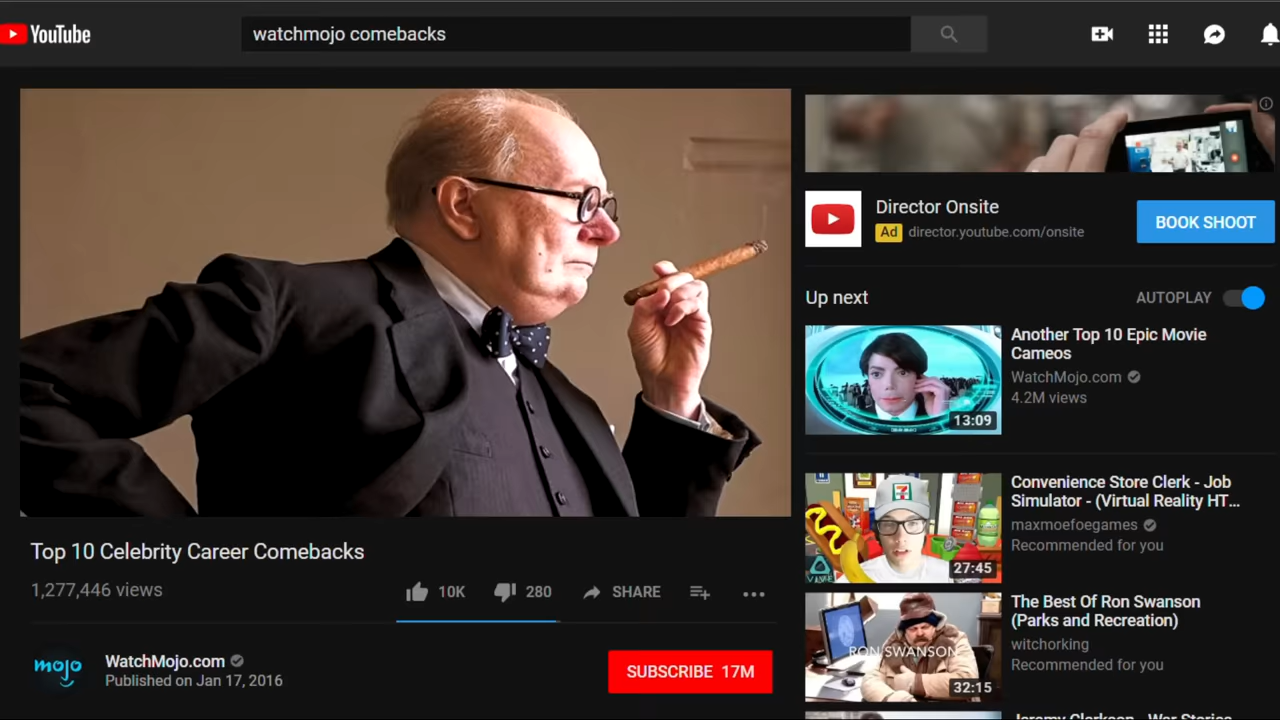 YouTube
watchmojo comebacks
Director Onsite
Ad director.youtube.com/onsite
BOOK SHOOT
Up next
AUTOPLAY
Another Top 10 Epic Movie
Cameos
WatchMojo.com
4.2M views
13:09
Convenience Store Clerk - Job
Simulator - (Virtual Reality HT...
maxmoefoegames
Recommended for you
27:45
The Best Of Ron Swanson
(Parks and Recreation)
witchorking
Recommended for you
RON SWANSON
32:15
Jeremy Clarkson - War Stories
Top 10 Celebrity Career Comebacks
1,277,446 views
10K
280
SHARE
mojo
WatchMojo.com
Published on Jan 17, 2016
SUBSCRIBE 17M